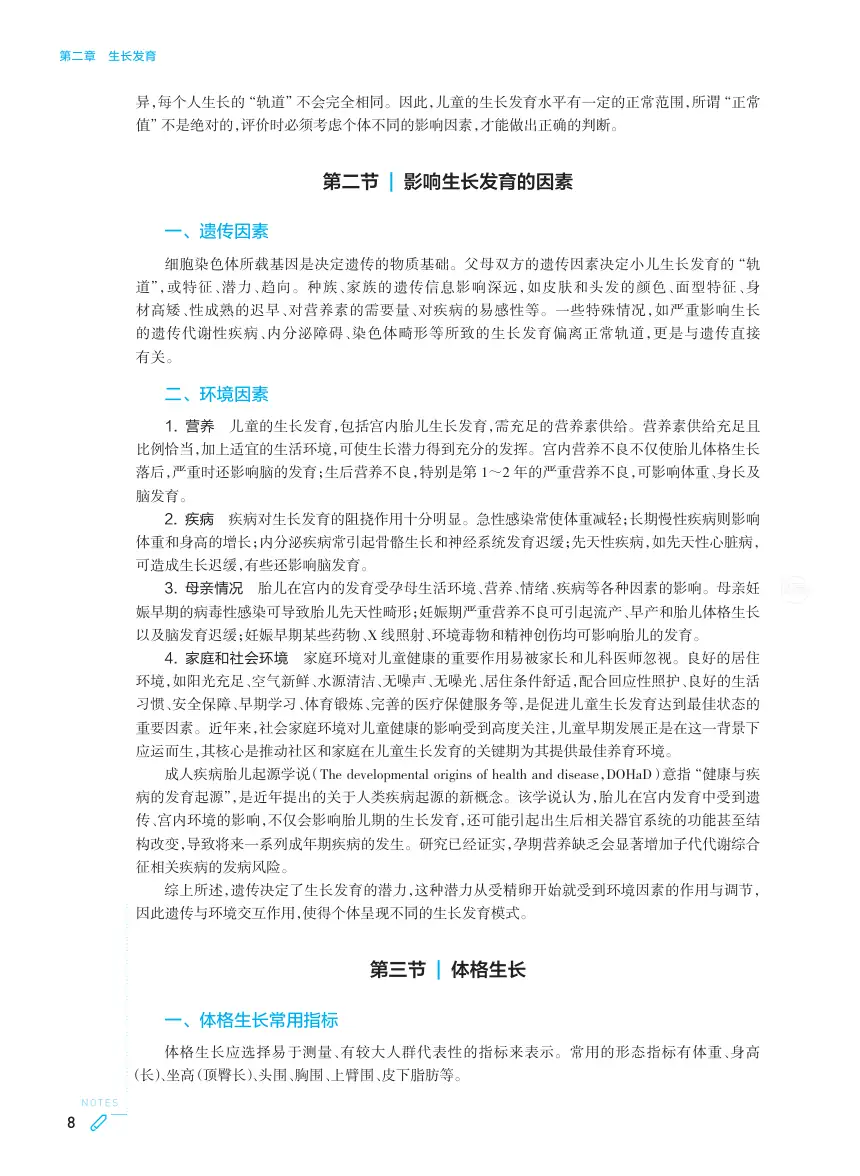 第二章　生长发育
异,每个人生长的“轨道”不会完全相同。因此,儿童的生长发育水平有一定的正常范围,所谓“正常
值”不是绝对的,评价时必须考虑个体不同的影响因素,才能做出正确的判断。
第二节 | 影响生长发育的因素
一、遗传因素
细胞染色体所载基因是决定遗传的物质基础。父母双方的遗传因素决定小儿生长发育的“轨
道”,或特征、潜力、趋向。种族、家族的遗传信息影响深远,如皮肤和头发的颜色、面型特征、身
材高矮、性成熟的迟早、对营养素的需要量、对疾病的易感性等。一些特殊情况,如严重影响生长
的遗传代谢性疾病、内分泌障碍、染色体畸形等所致的生长发育偏离正常轨道,更是与遗传直接
有关。
二、环境因素
1. 营养　儿童的生长发育,包括宫内胎儿生长发育,需充足的营养素供给。营养素供给充足且
比例恰当,加上适宜的生活环境,可使生长潜力得到充分的发挥。宫内营养不良不仅使胎儿体格生长
落后,严重时还影响脑的发育;生后营养不良,特别是第 1～2 年的严重营养不良,可影响体重、身长及
脑发育。
2. 疾病　疾病对生长发育的阻挠作用十分明显。急性感染常使体重减轻;长期慢性疾病则影响
体重和身高的增长;内分泌疾病常引起骨骼生长和神经系统发育迟缓;先天性疾病,如先天性心脏病,
可造成生长迟缓,有些还影响脑发育。
3. 母亲情况　胎儿在宫内的发育受孕母生活环境、营养、情绪、疾病等各种因素的影响。母亲妊
娠早期的病毒性感染可导致胎儿先天性畸形;妊娠期严重营养不良可引起流产、早产和胎儿体格生长
以及脑发育迟缓;妊娠早期某些药物、X 线照射、环境毒物和精神创伤均可影响胎儿的发育。
4. 家庭和社会环境　家庭环境对儿童健康的重要作用易被家长和儿科医师忽视。良好的居住
环境,如阳光充足、空气新鲜、水源清洁、无噪声、无噪光、居住条件舒适,配合回应性照护、良好的生活
习惯、安全保障、早期学习、体育锻炼、完善的医疗保健服务等,是促进儿童生长发育达到最佳状态的
重要因素。近年来,社会家庭环境对儿童健康的影响受到高度关注,儿童早期发展正是在这一背景下
应运而生,其核心是推动社区和家庭在儿童生长发育的关键期为其提供最佳养育环境。
成人疾病胎儿起源学说(The developmental origins of health and disease,DOHaD)意指“健康与疾
病的发育起源”,是近年提出的关于人类疾病起源的新概念。该学说认为,胎儿在宫内发育中受到遗
传、宫内环境的影响,不仅会影响胎儿期的生长发育,还可能引起出生后相关器官系统的功能甚至结
构改变,导致将来一系列成年期疾病的发生。研究已经证实,孕期营养缺乏会显著增加子代代谢综合
征相关疾病的发病风险。
综上所述,遗传决定了生长发育的潜力,这种潜力从受精卵开始就受到环境因素的作用与调节,
因此遗传与环境交互作用,使得个体呈现不同的生长发育模式。
第三节 | 体格生长
一、体格生长常用指标
体格生长应选择易于测量、有较大人群代表性的指标来表示。常用的形态指标有体重、身高
(长)、坐高(顶臀长)、头围、胸围、上臂围、皮下脂肪等。
NOTES
8